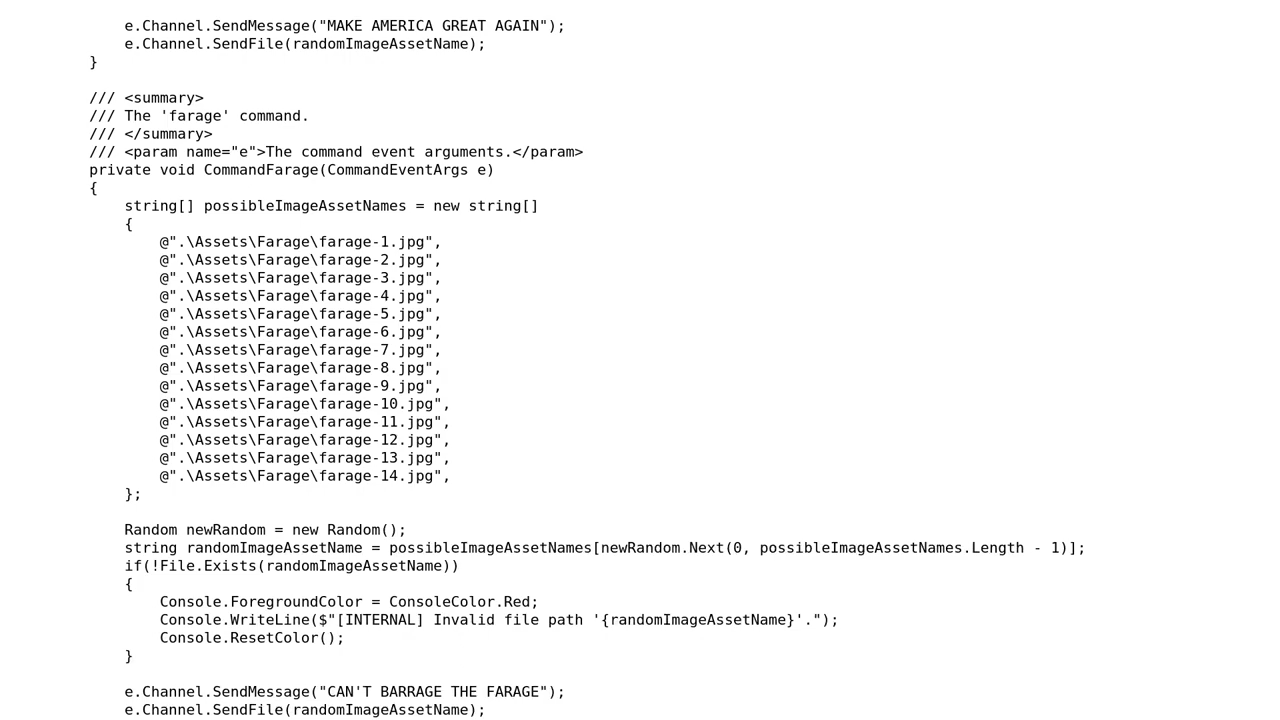 e.Channel.SendMessage("MAKE AMERICA GREAT AGAIN");
e.Channel.SendFile(randomImageAssetName);
}
/// <summary>
/// The 'farage' command.
/// </summary>
/// <param name="e">The command event arguments.</param>
private void CommandFarage(CommandEventArgs e)
{
string[] possibleImageAssetNames = new string[]
{
@".\Assets\Farage\farage-1.jpg",
@".\Assets\Farage\farage-2.jpg",
@".\Assets\Farage\farage-3.jpg",
@".\Assets\Farage\farage-4.jpg",
@".\Assets\Farage\farage-5.jpg",
@".\Assets\Farage\farage-6.jpg",
@".\Assets\Farage\farage-7.jpg",
@".\Assets\Farage\farage-8.jpg",
@".\Assets\Farage\farage-9.jpg",
@".\Assets\Farage\farage-10.jpg",
@".\Assets\Farage\farage-11.jpg",
@".\Assets\Farage\farage-12.jpg",
@".\Assets\Farage\farage-13.jpg",
@".\Assets\Farage\farage-14.jpg",
};
Random newRandom = new Random();
string randomImageAssetName = possibleImageAssetNames[newRandom.Next(0, possibleImageAssetNames.Length - 1)];
if(!File.Exists(randomImageAssetName))
{
Console.ForegroundColor = ConsoleColor.Red;
Console.WriteLine($"[INTERNAL] Invalid file path '{randomImageAssetName}'.");
Console.ResetColor();
}
e.Channel.SendMessage("CAN'T BARRAGE THE FARAGE");
e.Channel.SendFile(randomImageAssetName);